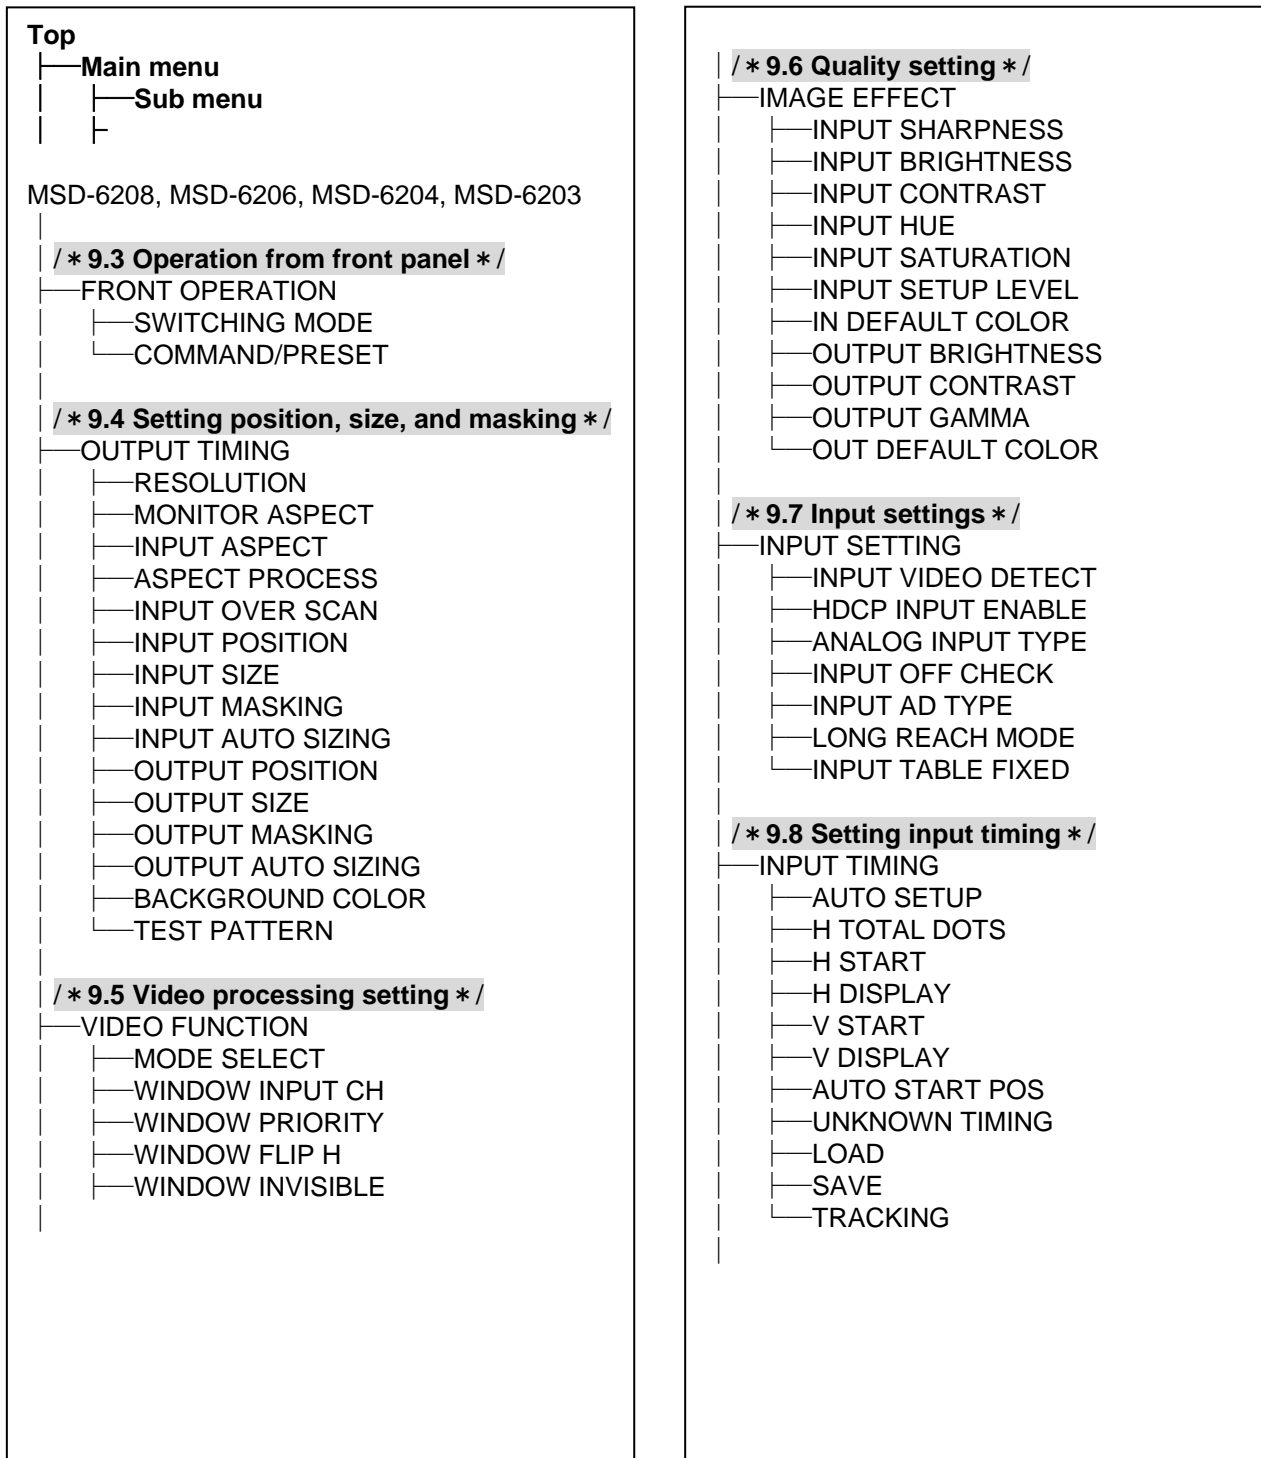 Top
Main menu
Sub menu
MSD-6208, MSD-6206, MSD-6204, MSD-6203
/* 9.3 Operation from front panel */
FRONT OPERATION
SWITCHING MODE
COMMAND/PRESET
/* 9.4 Setting position, size, and masking */
OUTPUT TIMING
RESOLUTION
MONITOR ASPECT
INPUT ASPECT
ASPECT PROCESS
INPUT OVER SCAN
INPUT POSITION
INPUT SIZE
INPUT MASKING
INPUT AUTO SIZING
OUTPUT POSITION
OUTPUT SIZE
OUTPUT MASKING
OUTPUT AUTO SIZING
BACKGROUND COLOR
TEST PATTERN
/* 9.5 Video processing setting */
VIDEO FUNCTION
MODE SELECT
WINDOW INPUT CH
WINDOW PRIORITY
WINDOW FLIP H
WINDOW INVISIBLE
/* 9.6 Quality setting */
IMAGE EFFECT
INPUT SHARPNESS
INPUT BRIGHTNESS
INPUT CONTRAST
INPUT HUE
INPUT SATURATION
INPUT SETUP LEVEL
IN DEFAULT COLOR
OUTPUT BRIGHTNESS
OUTPUT CONTRAST
OUTPUT GAMMA
OUT DEFAULT COLOR
/* 9.7 Input settings */
INPUT SETTING
INPUT VIDEO DETECT
HDCP INPUT ENABLE
ANALOG INPUT TYPE
INPUT OFF CHECK
INPUT AD TYPE
LONG REACH MODE
INPUT TABLE FIXED
/* 9.8 Setting input timing */
INPUT TIMING
AUTO SETUP
H TOTAL DOTS
H START
H DISPLAY
V START
V DISPLAY
AUTO START POS
UNKNOWN TIMING
LOAD
SAVE
TRACKING